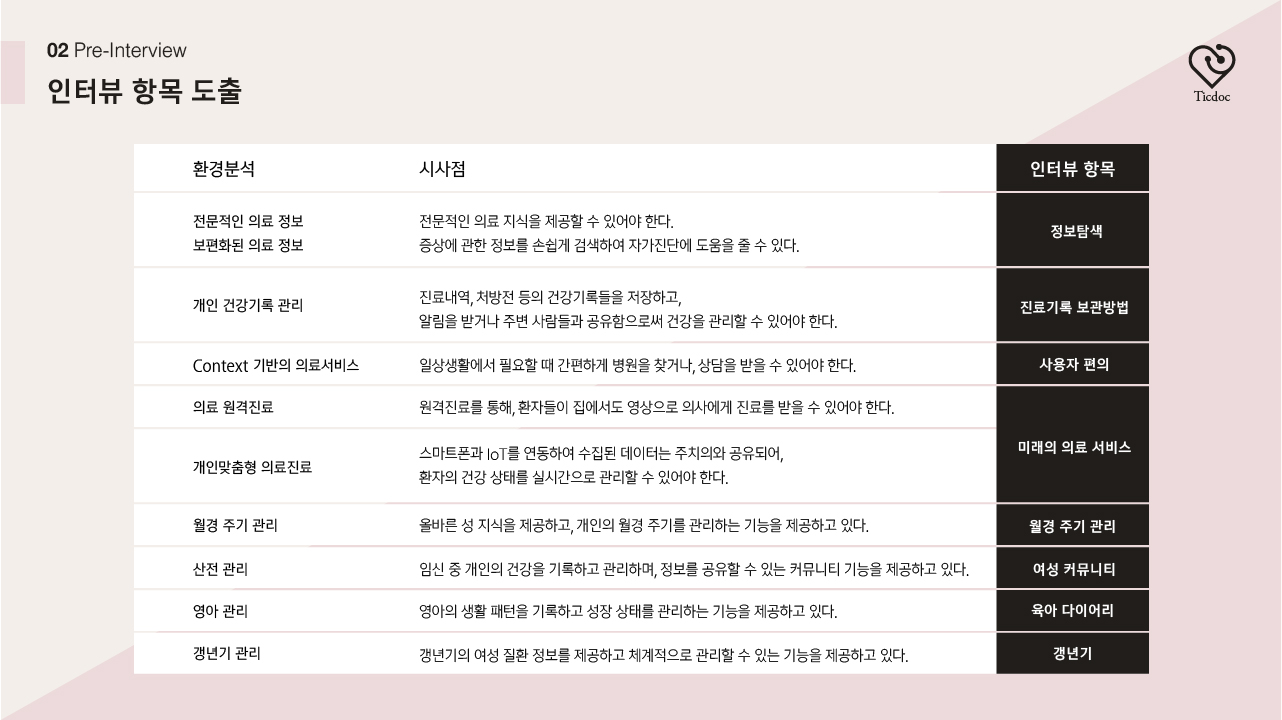 02 Pre-Interview
인터뷰 항목 도출
Ticdoc
환경분석
시사점
인터뷰 항목
전문적인 의료 정보
보편화된 의료 정보
전문적인 의료 지식을 제공할 수 있어야 한다.
증상에 관한 정보를 손쉽게 검색하여 자가진단에 도움을 줄 수 있다.
정보탐색
개인 건강기록 관리
진료내역, 처방전 등의 건강기록들을 저장하고,
알림을 받거나 주변 사람들과 공유함으로써 건강을 관리할 수 있어야 한다.
진료기록 보관방법
Context 기반의 의료서비스
일상생활에서 필요할 때 간편하게 병원을 찾거나, 상담을 받을 수 있어야 한다.
사용자 편의
의료 원격진료
원격진료를 통해, 환자들이 집에서도 영상으로 의사에게 진료를 받을 수 있어야 한다.
미래의 의료 서비스
개인맞춤형 의료진료
스마트폰과 IoT를 연동하여 수집된 데이터는 주치의와 공유되어,
환자의 건강 상태를 실시간으로 관리할 수 있어야 한다.
월경 주기 관리
올바른 성 지식을 제공하고, 개인의 월경 주기를 관리하는 기능을 제공하고 있다.
월경 주기 관리
산전 관리
임신 중 개인의 건강을 기록하고 관리하며, 정보를 공유할 수 있는 커뮤니티 기능을 제공하고 있다.
여성 커뮤니티
영아 관리
영아의 생활 패턴을 기록하고 성장 상태를 관리하는 기능을 제공하고 있다.
육아 다이어리
갱년기 관리
갱년기의 여성 질환 정보를 제공하고 체계적으로 관리할 수 있는 기능을 제공하고 있다.
갱년기